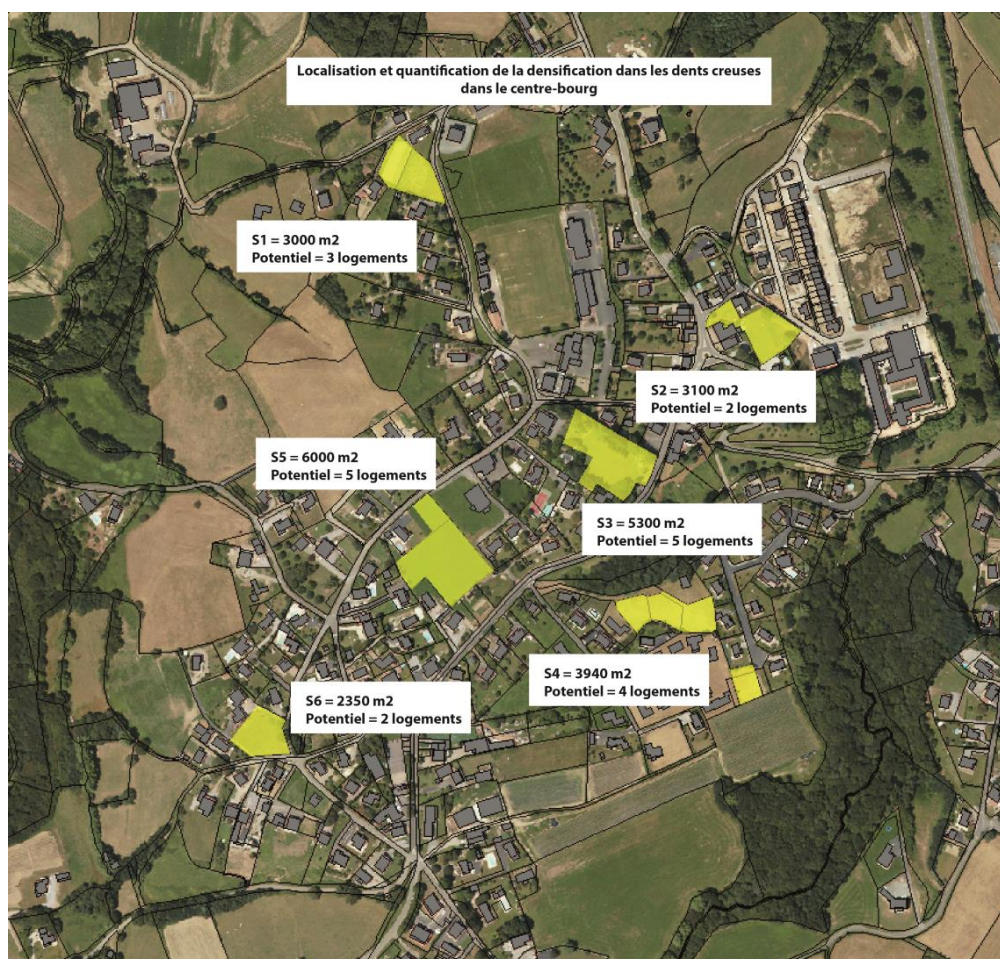 Localisation et quantification de la densification dans les dents creuses
dans le centre-bourg
S1 = 3000 m2
Potentiel = 3 logements
S2 = 3100 m2
Potentiel = 2 logements
S5 = 6000 m2
Potentiel = 5 logements
S3 = 5300 m2
Potentiel = 5 logements
S4 = 3940 m2
Potentiel = 4 logements
S6 = 2350 m2
Potentiel = 2 logements